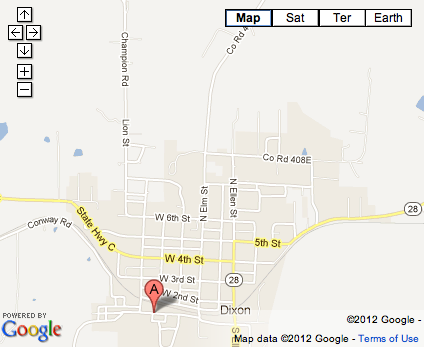 Map
Sat
Ter
Earth
Co Rd 4
Champion Rd
Lion St
Co Rd 408E
N Elm St
N Ellen St
W 6th St
28
State Hwy C
Conway Rd
5th St
W 4th St
W 3rd St
28
A
W 2nd St
Dixon
S
POWERED BY
Google
©2012 Google -
Map data ©2012 Google - Terms of Use